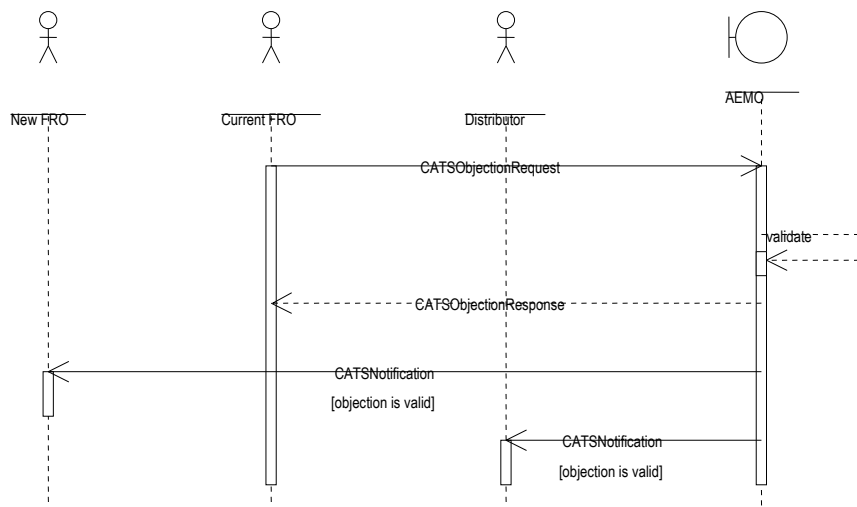 AEMO
New FRO
Current FRO
Distributor
CATSObjectionRequest
validate
CATSObjectionResponse
CATSNotification
[objection is valid]
CATSNotification
[objection is valid]